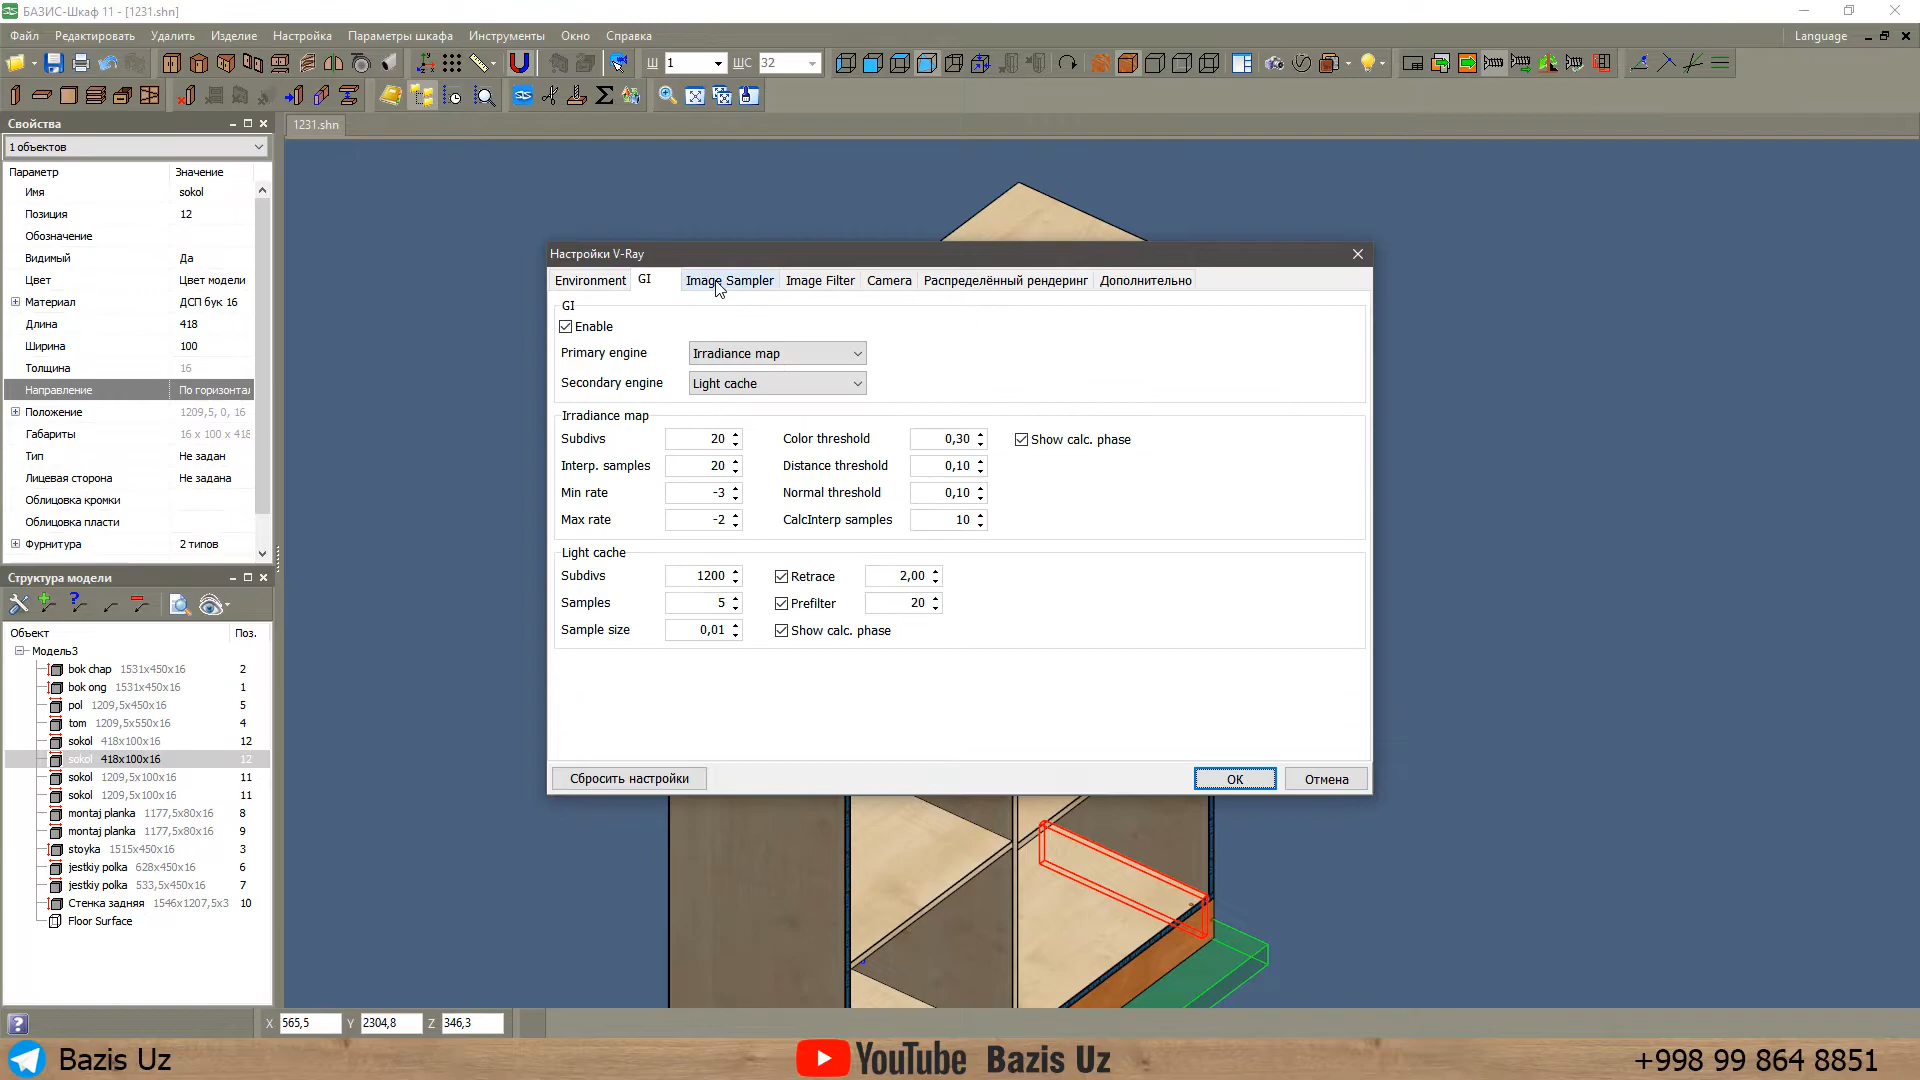 БАЗИС-Шкаф 11 - [1231.shn]
Файл Редактировать Удалить Изделие Настройка Параметры шкафа Инструменты Окно Справка Language
Ш 1 ШС 32
Свойства
1231.shn
1 объектов
Параметр Значение
Имя sokol
Позиция 12
Обозначение
Видимый Да
Цвет Цвет модели
Материал ДСП бук 16
Длина 418
Ширина 100
Толщина 16
Направление По горизонтал
Положение 1209,5, 0, 16
Габариты 16 x 100 x 418
Тип Не задан
Лицевая сторона Не задана
Облицовка кромки
Облицовка пласти
Фурнитура 2 типов
Структура модели
Объект Поз.
Модель3
bok chap 1531x450x16 2
bok ong 1531x450x16 1
pol 1209,5x450x16 5
tom 1209,5x550x16 4
sokol 418x100x16 12
sokol 418x100x16 12
sokol 1209,5x100x16 11
sokol 1209,5x100x16 11
montaj planka 1177,5x80x16 8
montaj planka 1177,5x80x16 9
stoyka 1515x450x16 3
jestkiy polka 628x450x16 6
jestkiy polka 533,5x450x16 7
Стенка задняя 1546x1207,5x3 10
Floor Surface
Настройки V-Ray
Environment GI Image Sampler Image Filter Camera Распределённый рендеринг Дополнительно
GI
Enable
Primary engine Irradiance map
Secondary engine Light cache
Irradiance map
Subdivs 20 Color threshold 0,30 Show calc. phase
Interp. samples 20 Distance threshold 0,10
Min rate -3 Normal threshold 0,10
Max rate -2 CalcInterp samples 10
Light cache
Subdivs 1200 Retrace 2,00
Samples 5 Prefilter 20
Sample size 0,01 Show calc. phase
Сбросить настройки OK Отмена
X 565,5 Y 2304,8 Z 346,3
Bazis Uz YouTube Bazis Uz +998 99 864 8851